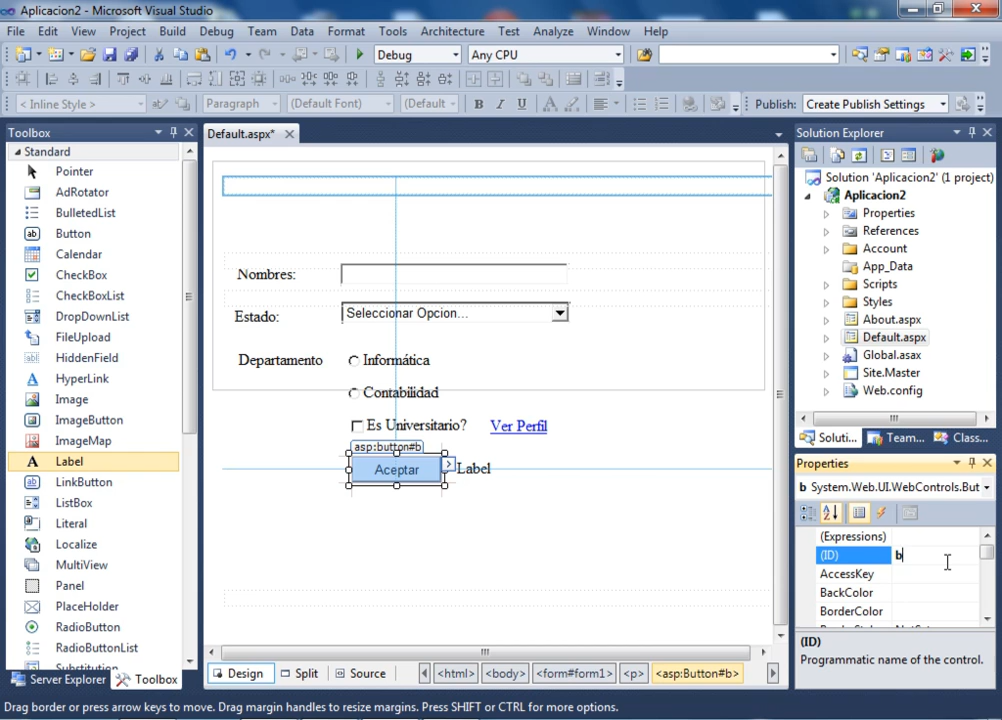 Aplicacion2 - Microsoft Visual Studio
File Edit View Project Build Debug Team Data Format Tools Architecture Test Analyze Window Help
Debug Any CPU
< Inline Style > Paragraph (Default Font) (Default B I U A Publish: Create Publish Settings
Toolbox
Standard
Pointer
AdRotator
BulletedList
Button
Calendar
CheckBox
CheckBoxList
DropDownList
FileUpload
HiddenField
HyperLink
Image
ImageButton
ImageMap
Label
LinkButton
ListBox
Literal
Localize
MultiView
Panel
PlaceHolder
RadioButton
RadioButtonList
Substitution
Server Explorer Toolbox
Default.aspx*
Nombres:
Estado: Seleccionar Opcion...
Departamento Informática
Contabilidad
Es Universitario? Ver Perfil
asp:button#b
Aceptar Label
Design Split Source <html> <body> <form#form1> <p> <asp:Button#b>
Solution Explorer
Solution 'Aplicacion2' (1 project)
Aplicacion2
Properties
References
Account
App_Data
Scripts
Styles
About.aspx
Default.aspx
Global.asax
Site.Master
Web.config
Soluti... Team... Class...
Properties
b System.Web.UI.WebControls.But
(Expressions)
(ID) b
AccessKey
BackColor
BorderColor
(ID)
Programmatic name of the control.
Drag border or press arrow keys to move. Drag margin handles to resize margins. Press SHIFT or CTRL for more options.